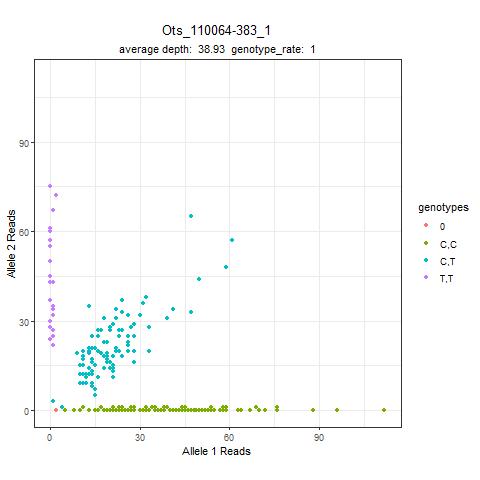 Ots_110064-383_1
average depth: 38.93 genotype_rate: 1
Allele 2 Reads
90
60
30
0
0 30 60 90
Allele 1 Reads
genotypes
0
C,C
C,T
T,T